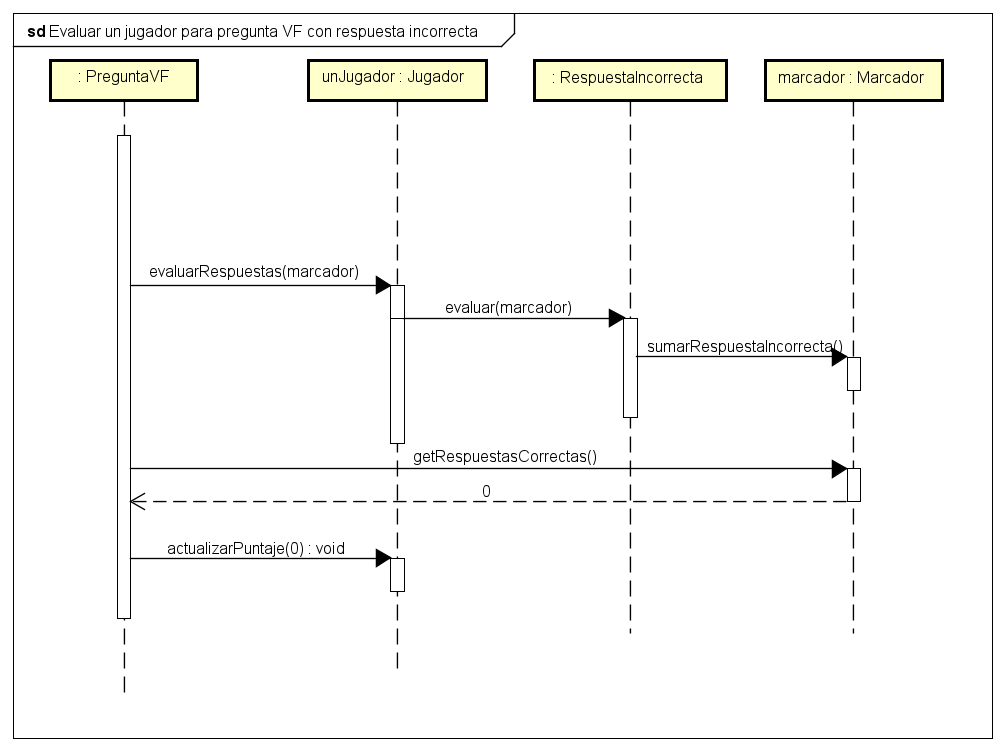 sd Evaluar un jugador para pregunta VF con respuesta incorrecta
: PreguntaVF
unJugador : Jugador
: RespuestaIncorrecta
marcador : Marcador
evaluarRespuestas(marcador)
evaluar(marcador)
sumarRespuestaIncorrecta()
getRespuestasCorrectas()
0
actualizarPuntaje(0) : void